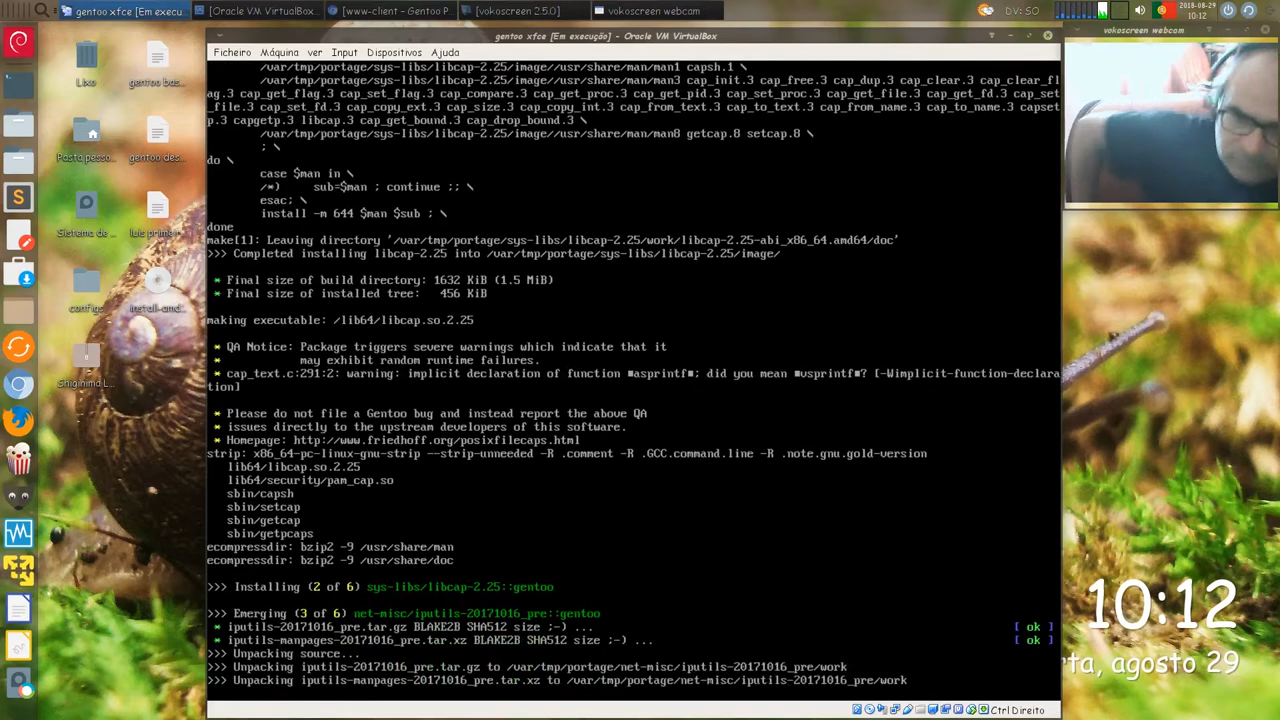 gentoo xfce [Em execu...
[Oracle VM VirtualBox...
[www-client - Gentoo P...
[vokoscreen 2.5.0]
vokoscreen webcam
DV: SO
2018-08-29
10:12
gentoo xfce [Em execução] - Oracle VM VirtualBox
vokoscreen webcam
Ficheiro Máquina ver Input Dispositivos Ajuda
Lixo
gentoo bas...
Pasta pesso...
gentoo des...
Sistema de ...
luis primeir...
configs
install-amd...
Shiginima L...
/var/tmp/portage/sys-libs/libcap-2.25/image//usr/share/man/man1 capsh.1 \
/var/tmp/portage/sys-libs/libcap-2.25/image//usr/share/man/man3 cap_init.3 cap_free.3 cap_dup.3 cap_clear.3 cap_clear_fl
ag.3 cap_get_flag.3 cap_set_flag.3 cap_compare.3 cap_get_proc.3 cap_get_pid.3 cap_set_proc.3 cap_get_file.3 cap_get_fd.3 cap_set
_file.3 cap_set_fd.3 cap_copy_ext.3 cap_size.3 cap_copy_int.3 cap_from_text.3 cap_to_text.3 cap_from_name.3 cap_to_name.3 capset
p.3 capgetp.3 libcap.3 cap_get_bound.3 cap_drop_bound.3 \
/var/tmp/portage/sys-libs/libcap-2.25/image//usr/share/man/man8 getcap.8 setcap.8 \
; \
do \
case $man in \
/*) sub=$man ; continue ;; \
esac; \
install -m 644 $man $sub ; \
done
make[1]: Leaving directory '/var/tmp/portage/sys-libs/libcap-2.25/work/libcap-2.25-abi_x86_64.amd64/doc'
>>> Completed installing libcap-2.25 into /var/tmp/portage/sys-libs/libcap-2.25/image/
* Final size of build directory: 1632 KiB (1.5 MiB)
* Final size of installed tree: 456 KiB
making executable: /lib64/libcap.so.2.25
* QA Notice: Package triggers severe warnings which indicate that it
* may exhibit random runtime failures.
* cap_text.c:291:2: warning: implicit declaration of function ■asprintf■; did you mean ■vsprintf■? [-Wimplicit-function-declara
tion]
* Please do not file a Gentoo bug and instead report the above QA
* issues directly to the upstream developers of this software.
* Homepage: http://www.friedhoff.org/posixfilecaps.html
strip: x86_64-pc-linux-gnu-strip --strip-unneeded -R .comment -R .GCC.command.line -R .note.gnu.gold-version
lib64/libcap.so.2.25
lib64/security/pam_cap.so
sbin/capsh
sbin/setcap
sbin/getcap
sbin/getpcaps
ecompressdir: bzip2 -9 /usr/share/man
ecompressdir: bzip2 -9 /usr/share/doc
>>> Installing (2 of 6) sys-libs/libcap-2.25::gentoo
>>> Emerging (3 of 6) net-misc/iputils-20171016_pre::gentoo
* iputils-20171016_pre.tar.gz BLAKE2B SHA512 size ;-) ... [ ok ]
* iputils-manpages-20171016_pre.tar.xz BLAKE2B SHA512 size ;-) ... [ ok ]
>>> Unpacking source...
>>> Unpacking iputils-20171016_pre.tar.gz to /var/tmp/portage/net-misc/iputils-20171016_pre/work
>>> Unpacking iputils-manpages-20171016_pre.tar.xz to /var/tmp/portage/net-misc/iputils-20171016_pre/work
10:12
rta, agosto 29
Ctrl Direito